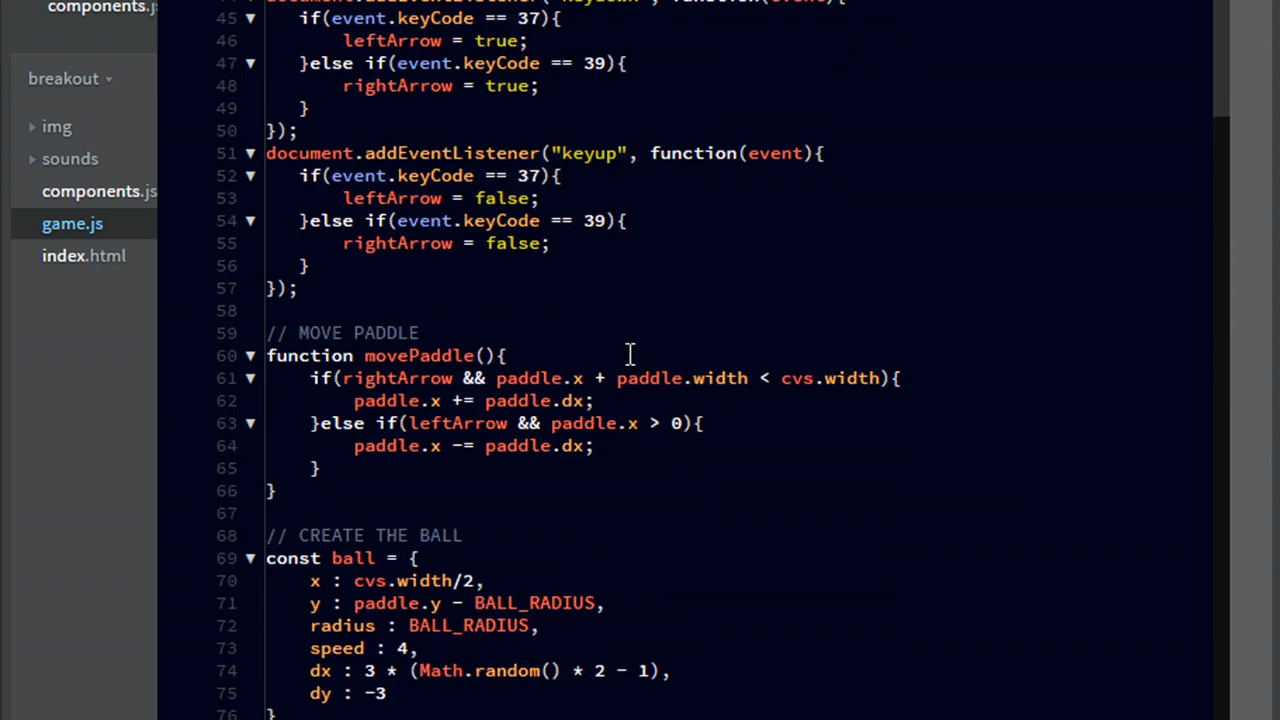 components.js
breakout
img
sounds
components.js
game.js
index.html
45 if(event.keyCode == 37){
46 leftArrow = true;
47 }else if(event.keyCode == 39){
48 rightArrow = true;
49 }
50 });
51 document.addEventListener("keyup", function(event){
52 if(event.keyCode == 37){
53 leftArrow = false;
54 }else if(event.keyCode == 39){
55 rightArrow = false;
56 }
57 });
58
59 // MOVE PADDLE
60 function movePaddle(){
61 if(rightArrow && paddle.x + paddle.width < cvs.width){
62 paddle.x += paddle.dx;
63 }else if(leftArrow && paddle.x > 0){
64 paddle.x -= paddle.dx;
65 }
66 }
67
68 // CREATE THE BALL
69 const ball = {
70 x : cvs.width/2,
71 y : paddle.y - BALL_RADIUS,
72 radius : BALL_RADIUS,
73 speed : 4,
74 dx : 3 * (Math.random() * 2 - 1),
75 dy : -3
76 }